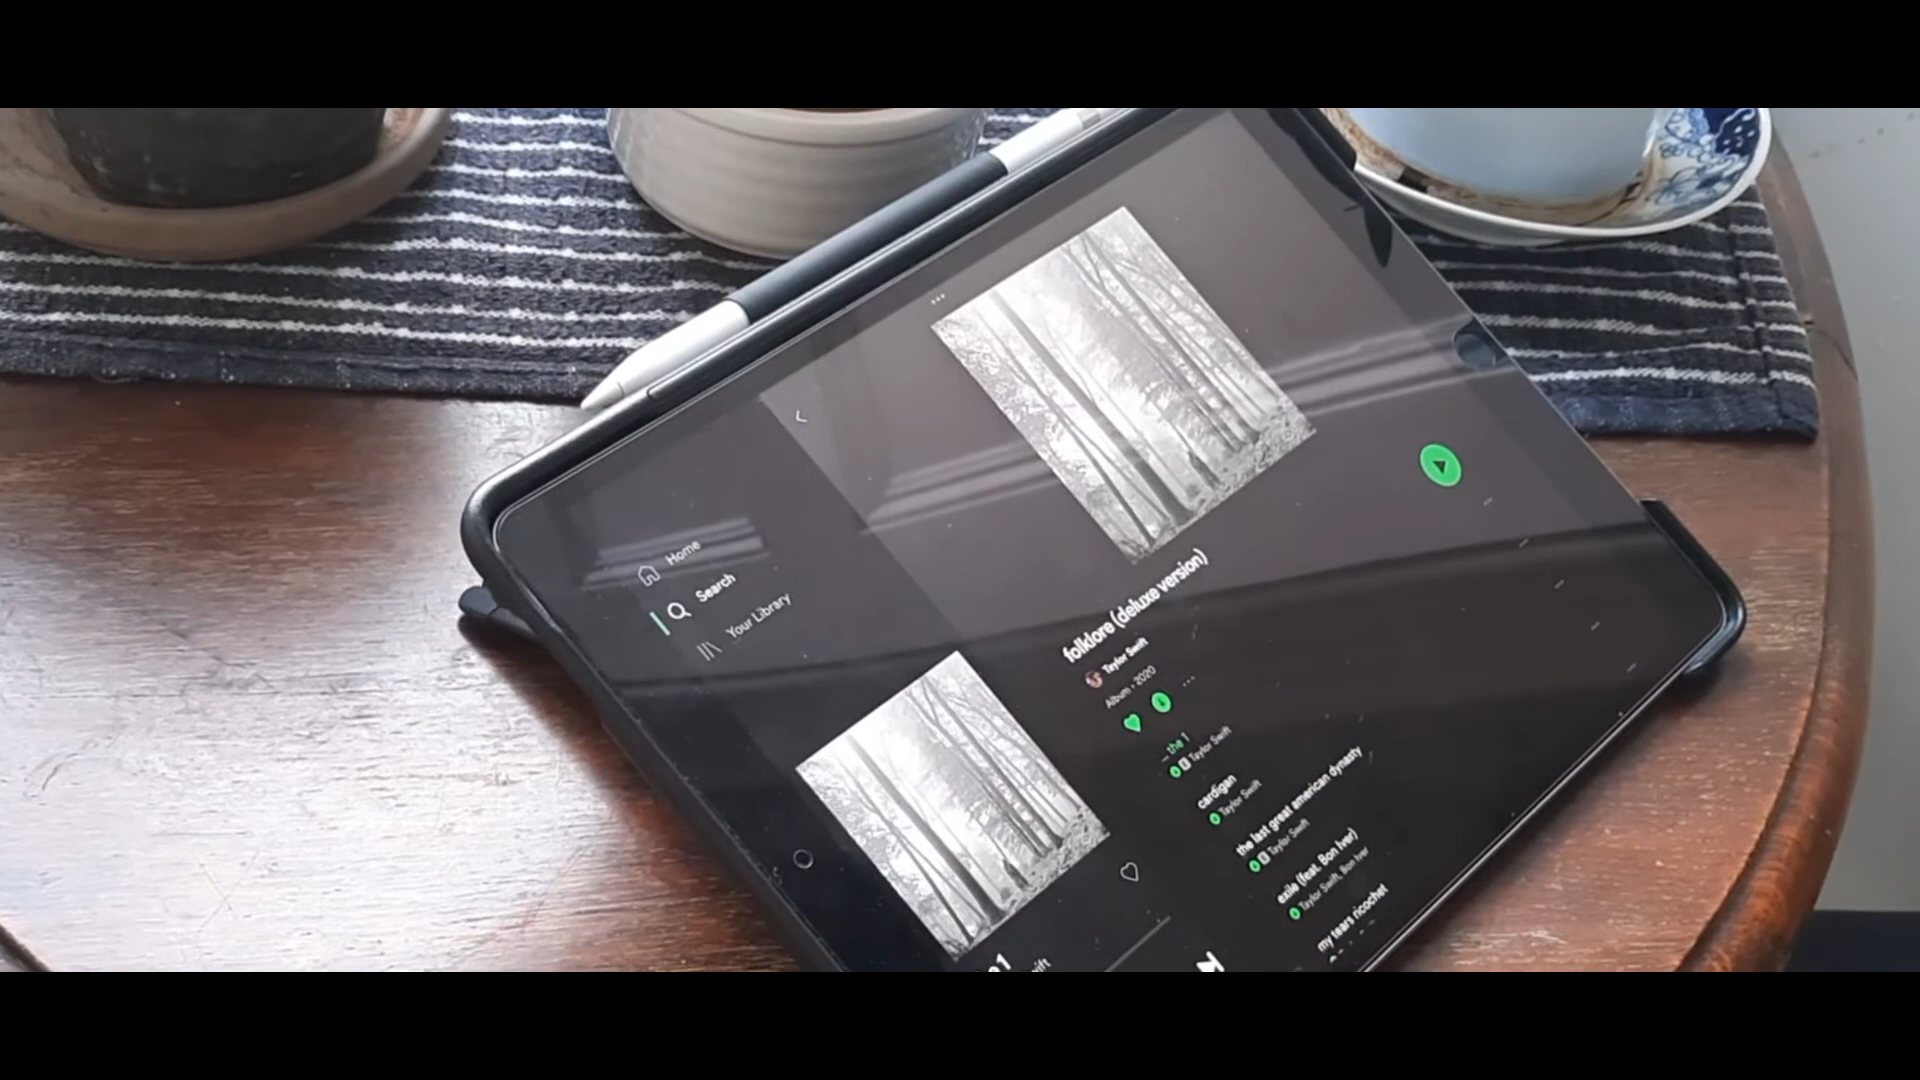 Home
Search
Your Library
folklore (deluxe version)
Taylor Swift
Album • 2020
the 1
E Taylor Swift
cardigan
Taylor Swift
the last great american dynasty
E Taylor Swift
exile (feat. Bon Iver)
Taylor Swift, Bon Iver
my tears ricochet